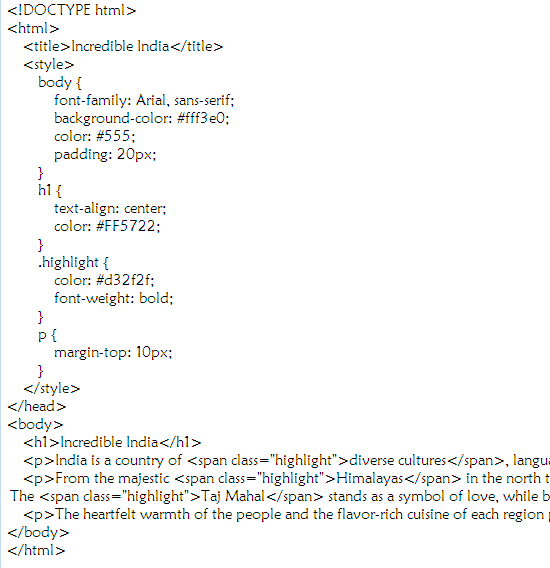 <!DOCTYPE html>
<html>
<title>Incredible India</title>
<style>
body {
font-family: Arial, sans-serif;
background-color: #fff3e0;
color: #555;
padding: 20px;
}
h1 {
text-align: center;
color: #FF5722;
}
.highlight {
color: #d32f2f;
font-weight: bold;
}
p {
margin-top: 10px;
}
</style>
</head>
<body>
<h1>Incredible India</h1>
<p>India is a country of <span class="highlight">diverse cultures</span>,
<p>From the majestic <span class="highlight">Himalayas</span> in the north
The <span class="highlight">Taj Mahal</span> stands as a symbol of love, while
<p>The heartfelt warmth of the people and the flavor-rich cuisine of each region
</body>
</html>